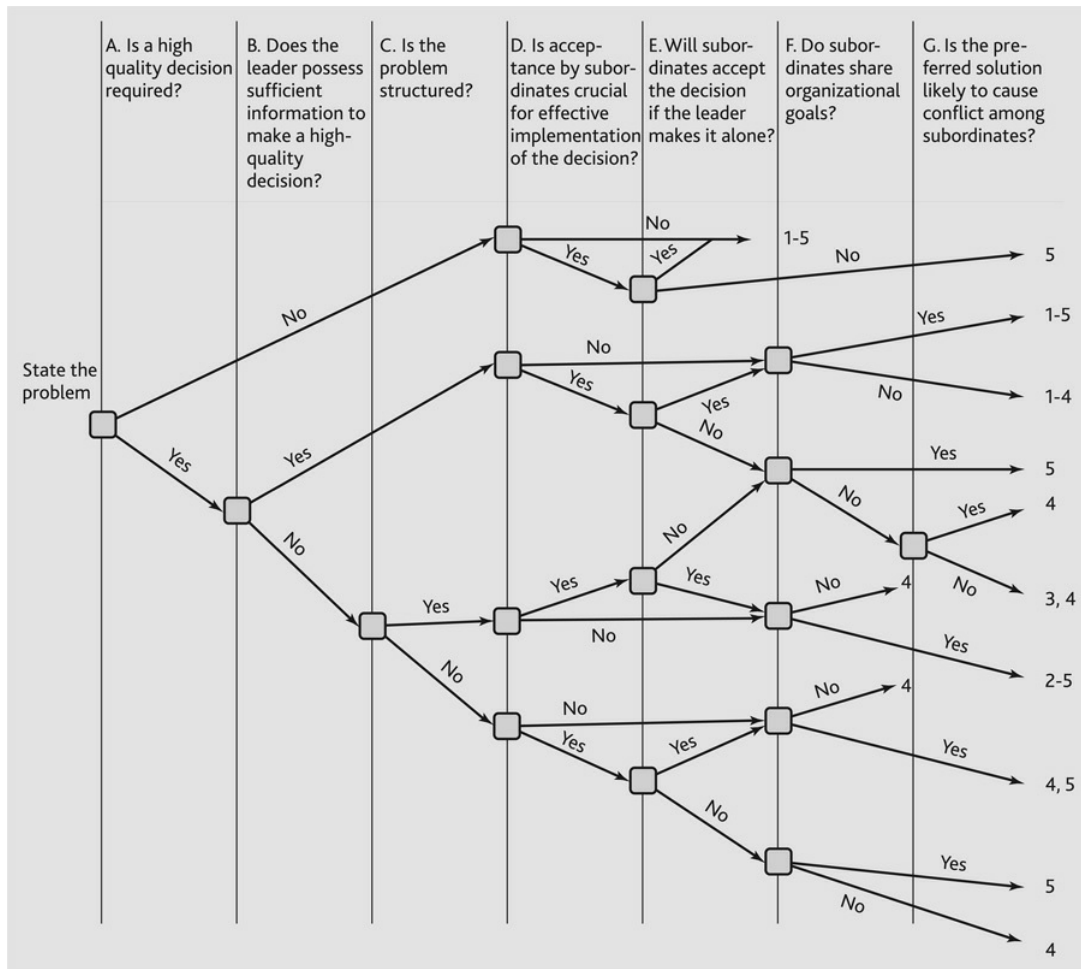 A. Is a high
quality decision
required?
B. Does the
leader possess
sufficient
information to
make a high-
quality
decision?
C. Is the
problem
structured?
D. Is accep-
tance by subor-
dinates crucial
for effective
implementation
of the decision?
E. Will subor-
dinates accept
the decision
if the leader
makes it alone?
F. Do subor-
dinates share
organizational
goals?
G. Is the pre-
ferred solution
likely to cause
conflict among
subordinates?
No
1-5
Yes
Yes
No
5
No
Yes
1-5
No
State the
problem
Yes
Yes
No
1-4
No
Yes
Yes
Yes
5
No
Yes
4
No
No
No
3, 4
Yes
Yes
No
4
Yes
No
Yes
2-5
No
No
No
4
Yes
Yes
Yes
4, 5
No
Yes
5
No
4